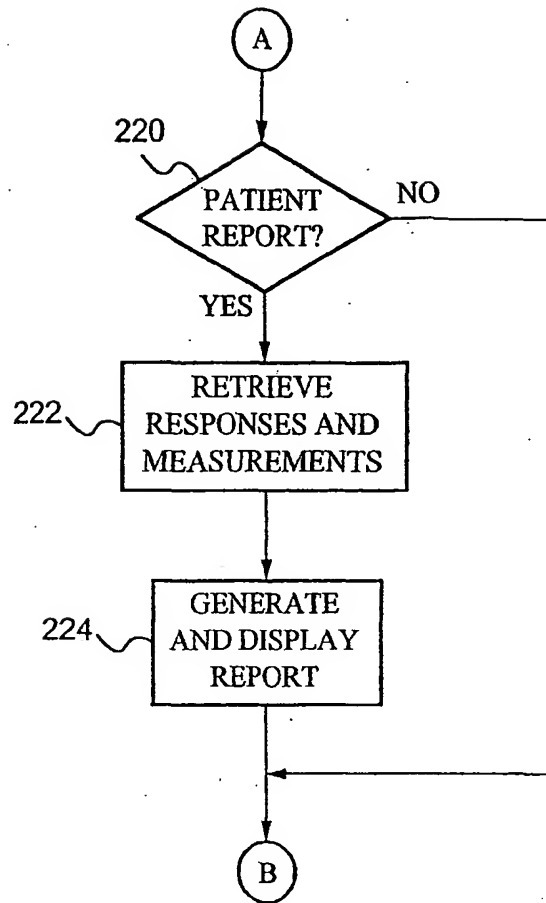 A
220
PATIENT
REPORT?
NO
YES
222
RETRIEVE
RESPONSES AND
MEASUREMENTS
224
GENERATE
AND DISPLAY
REPORT
B